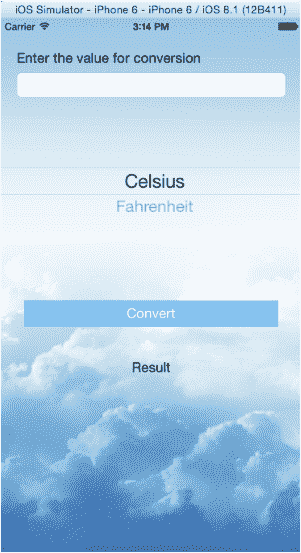 iOS Simulator - iPhone 6 - iPhone 6 / iOS 8.1 (12B411)
Carrier 3:14 PM
Enter the value for conversion
Celsius
Fahrenheit
Convert
Result